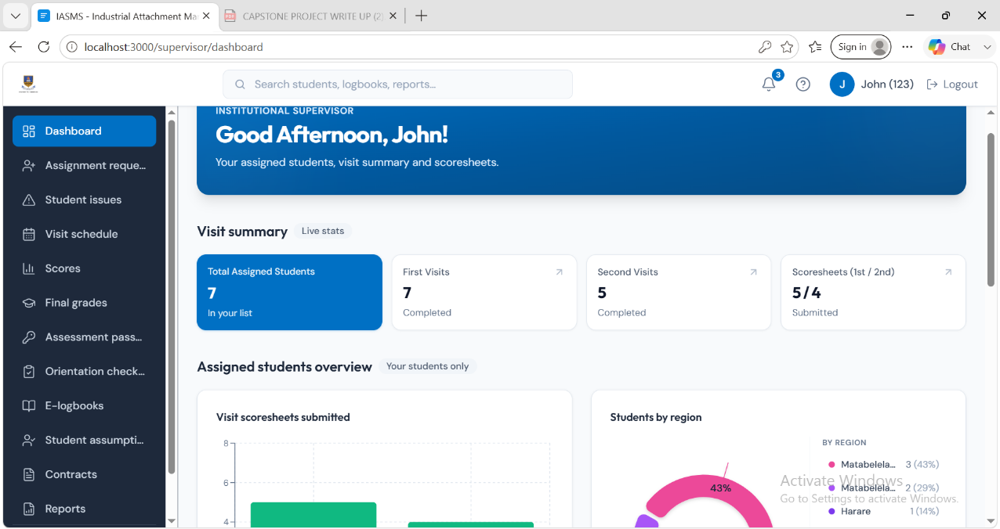 IASMS - Industrial Attachment Ma
CAPSTONE PROJECT WRITE UP (2)
localhost:3000/supervisor/dashboard
Sign in
Chat
Search students, logbooks, reports...
3
J
John (123)
Logout
Dashboard
Assignment reque...
Student issues
Visit schedule
Scores
Final grades
Assessment pass...
Orientation check...
E-logbooks
Student assumpti...
Contracts
Reports
INSTITUTIONAL SUPERVISOR
Good Afternoon, John!
Your assigned students, visit summary and scoresheets.
Visit summary
Live stats
Total Assigned Students
7
In your list
First Visits
7
Completed
Second Visits
5
Completed
Scoresheets (1st / 2nd)
5 / 4
Submitted
Assigned students overview
Your students only
Visit scoresheets submitted
8
6
4
Students by region
43%
BY REGION
Matabelela... 3 (43%)
Matabelela... 2 (29%)
Harare 1 (14%)
Activate Windows
Go to Settings to activate Windows.